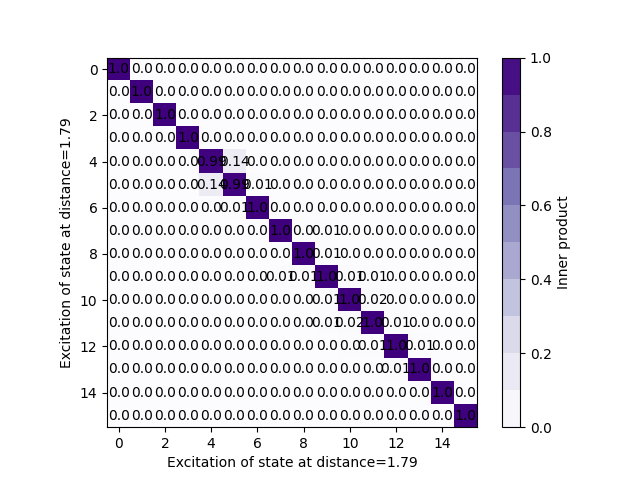 0 1.0 0.0 0.0 0.0 0.0 0.0 0.0 0.0 0.0 0.0 0.0 0.0 0.0 0.0 0.0 0.0
0.0 1.0 0.0 0.0 0.0 0.0 0.0 0.0 0.0 0.0 0.0 0.0 0.0 0.0 0.0 0.0
2 0.0 0.0 1.0 0.0 0.0 0.0 0.0 0.0 0.0 0.0 0.0 0.0 0.0 0.0 0.0 0.0
0.0 0.0 0.0 1.0 0.0 0.0 0.0 0.0 0.0 0.0 0.0 0.0 0.0 0.0 0.0 0.0
4 0.0 0.0 0.0 0.0 0.99 0.14 0.0 0.0 0.0 0.0 0.0 0.0 0.0 0.0 0.0 0.0
0.0 0.0 0.0 0.0 0.14 0.99 0.01 0.0 0.0 0.0 0.0 0.0 0.0 0.0 0.0 0.0
6 0.0 0.0 0.0 0.0 0.0 0.01 1.0 0.0 0.0 0.0 0.0 0.0 0.0 0.0 0.0 0.0
0.0 0.0 0.0 0.0 0.0 0.0 0.0 1.0 0.0 0.01 0.0 0.0 0.0 0.0 0.0 0.0
8 0.0 0.0 0.0 0.0 0.0 0.0 0.0 0.0 1.0 0.01 0.0 0.0 0.0 0.0 0.0 0.0
0.0 0.0 0.0 0.0 0.0 0.0 0.0 0.01 0.01 1.0 0.01 0.01 0.0 0.0 0.0 0.0
10 0.0 0.0 0.0 0.0 0.0 0.0 0.0 0.0 0.0 0.01 1.0 0.02 0.0 0.0 0.0 0.0
0.0 0.0 0.0 0.0 0.0 0.0 0.0 0.0 0.0 0.01 0.02 1.0 0.01 0.0 0.0 0.0
12 0.0 0.0 0.0 0.0 0.0 0.0 0.0 0.0 0.0 0.0 0.0 0.01 1.0 0.01 0.0 0.0
0.0 0.0 0.0 0.0 0.0 0.0 0.0 0.0 0.0 0.0 0.0 0.0 0.01 1.0 0.0 0.0
14 0.0 0.0 0.0 0.0 0.0 0.0 0.0 0.0 0.0 0.0 0.0 0.0 0.0 0.0 1.0 0.0
0.0 0.0 0.0 0.0 0.0 0.0 0.0 0.0 0.0 0.0 0.0 0.0 0.0 0.0 0.0 1.0
0 2 4 6 8 10 12 14
Excitation of state at distance=1.79
Excitation of state at distance=1.79
1.0
0.8
0.6
0.4
0.2
0.0
Inner product